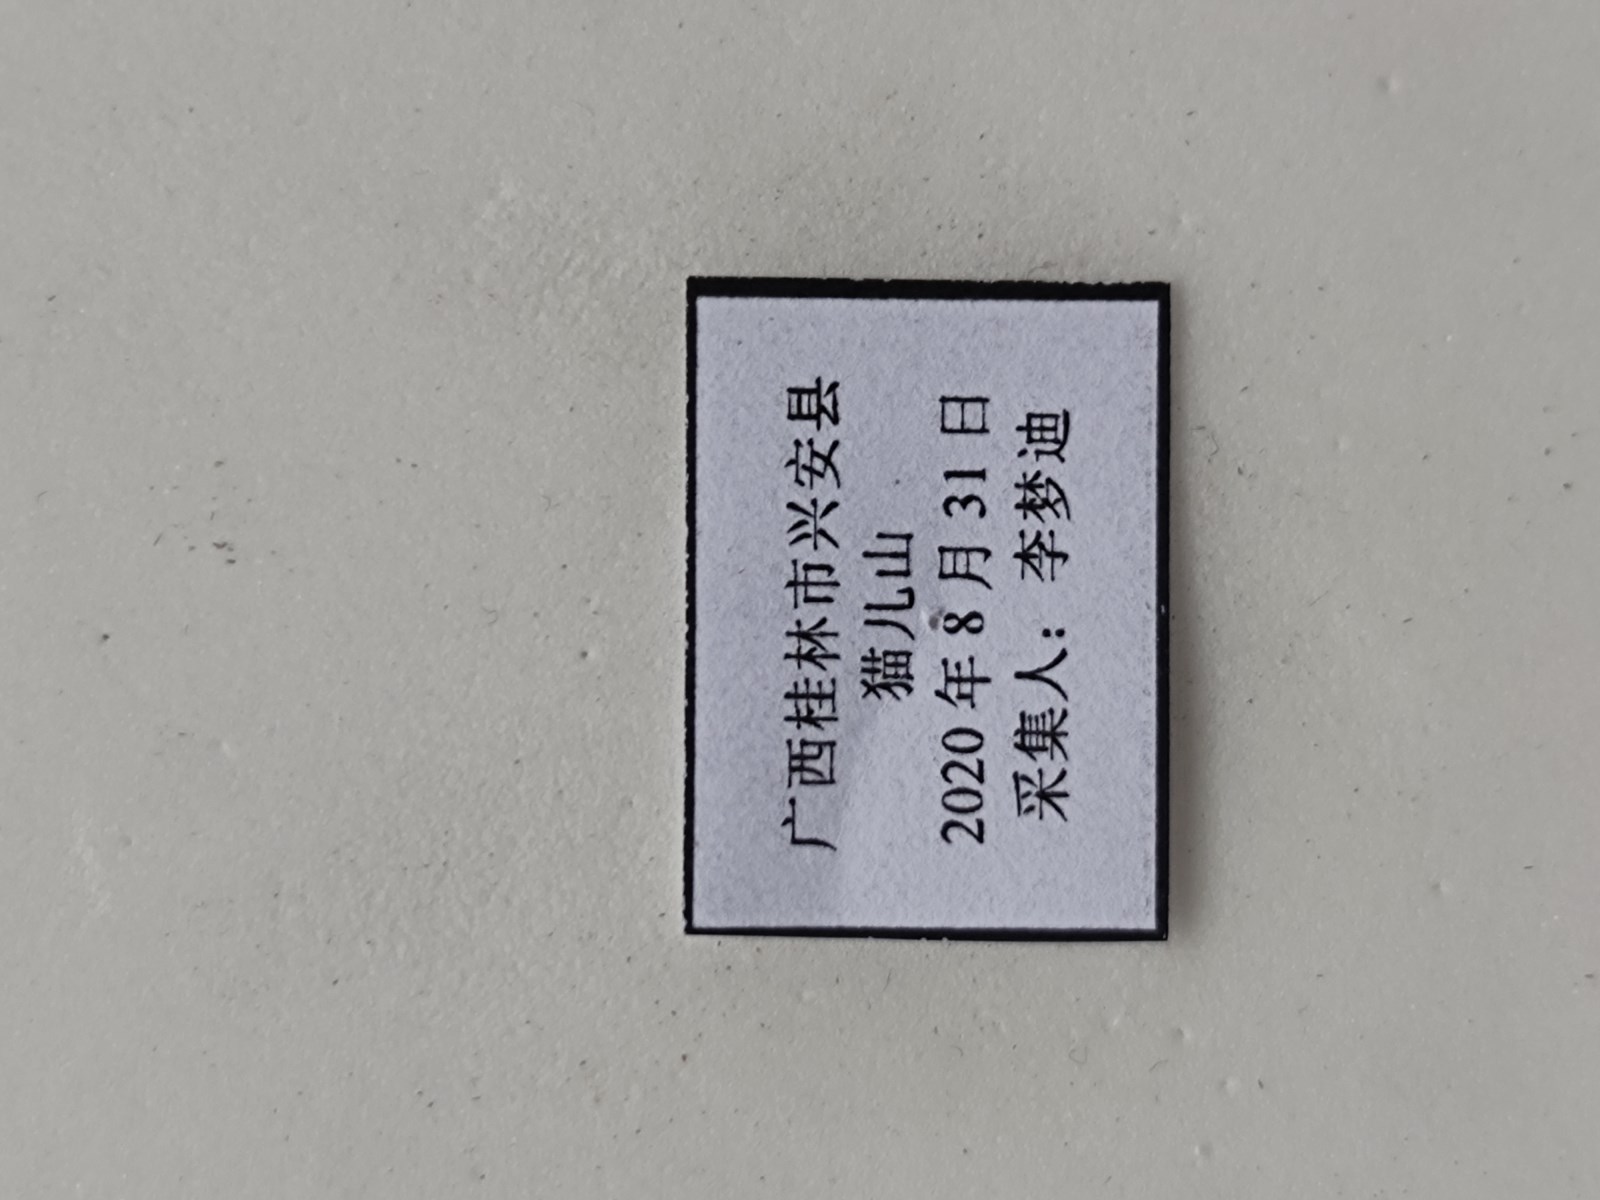 广西桂林市兴安县
猫儿山
2020 年 8 月 31 日
采集人：李梦迪